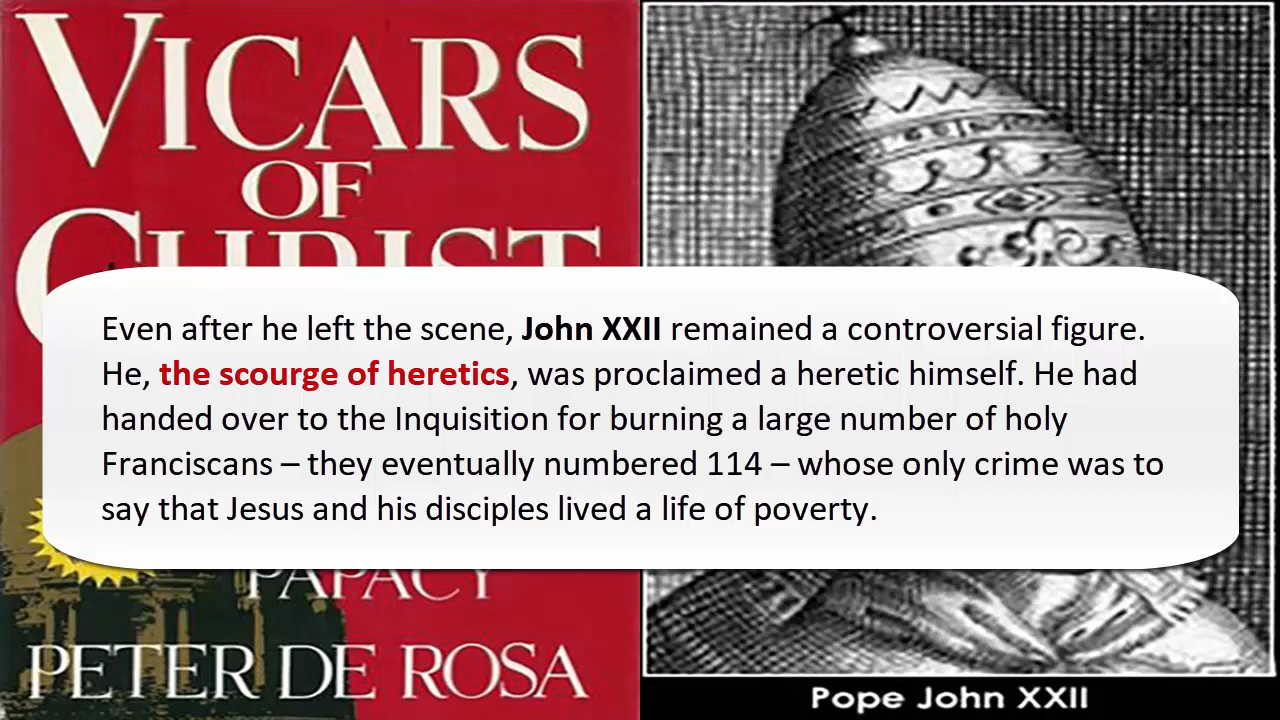 VICARS
OF
CHRIST
Even after he left the scene, John XXII remained a controversial figure.
He, the scourge of heretics, was proclaimed a heretic himself. He had
handed over to the Inquisition for burning a large number of holy
Franciscans – they eventually numbered 114 – whose only crime was to
say that Jesus and his disciples lived a life of poverty.
PAPACY
PETER DE ROSA
Pope John XXII